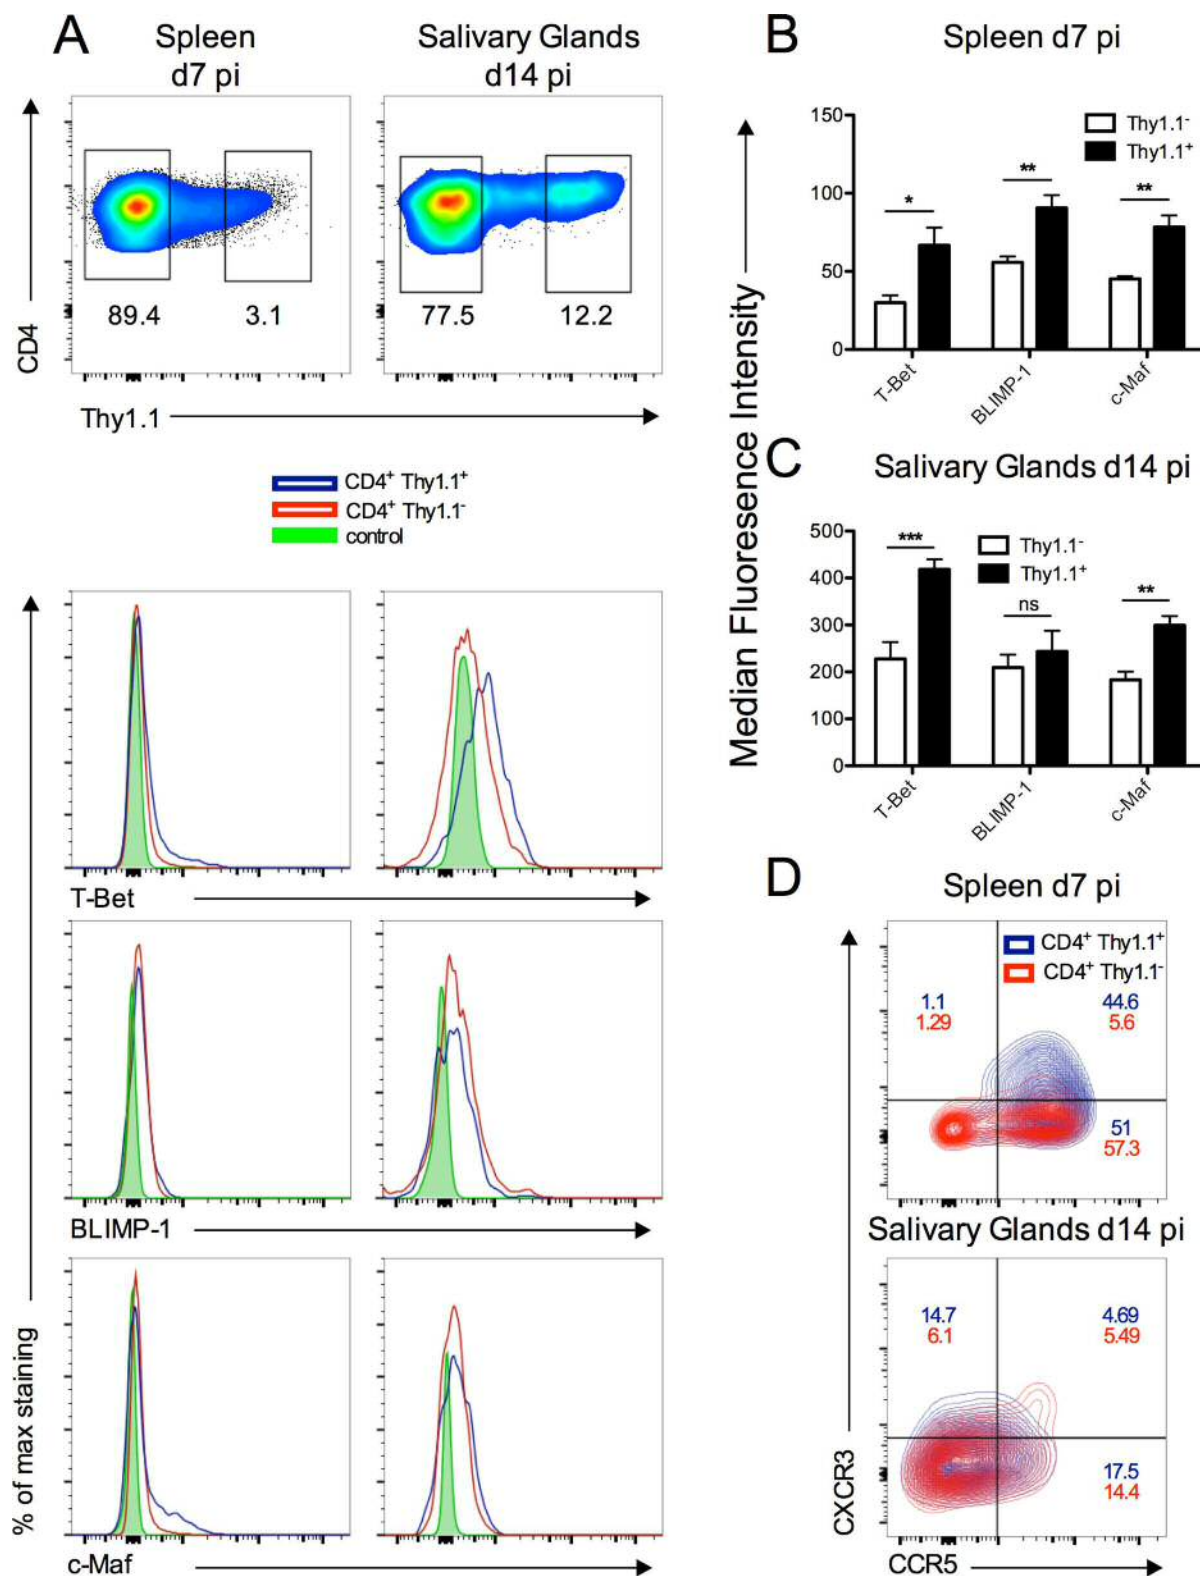 A
Spleen
d7 pi
Salivary Glands
d14 pi
CD4
89.4
3.1
77.5
12.2
Thy1.1
CD4⁺ Thy1.1⁺
CD4⁺ Thy1.1⁻
control
% of max staining
T-Bet
BLIMP-1
c-Maf
B
Spleen d7 pi
Median Fluoresence Intensity
150
100
50
0
Thy1.1⁻
Thy1.1⁺
*
**
**
T-Bet
BLIMP-1
c-Maf
C
Salivary Glands d14 pi
500
400
300
200
100
0
Thy1.1⁻
Thy1.1⁺
***
ns
**
T-Bet
BLIMP-1
c-Maf
D
Spleen d7 pi
CD4⁺ Thy1.1⁺
CD4⁺ Thy1.1⁻
1.1
1.29
44.6
5.6
51
57.3
Salivary Glands d14 pi
14.7
6.1
4.69
5.49
17.5
14.4
CXCR3
CCR5